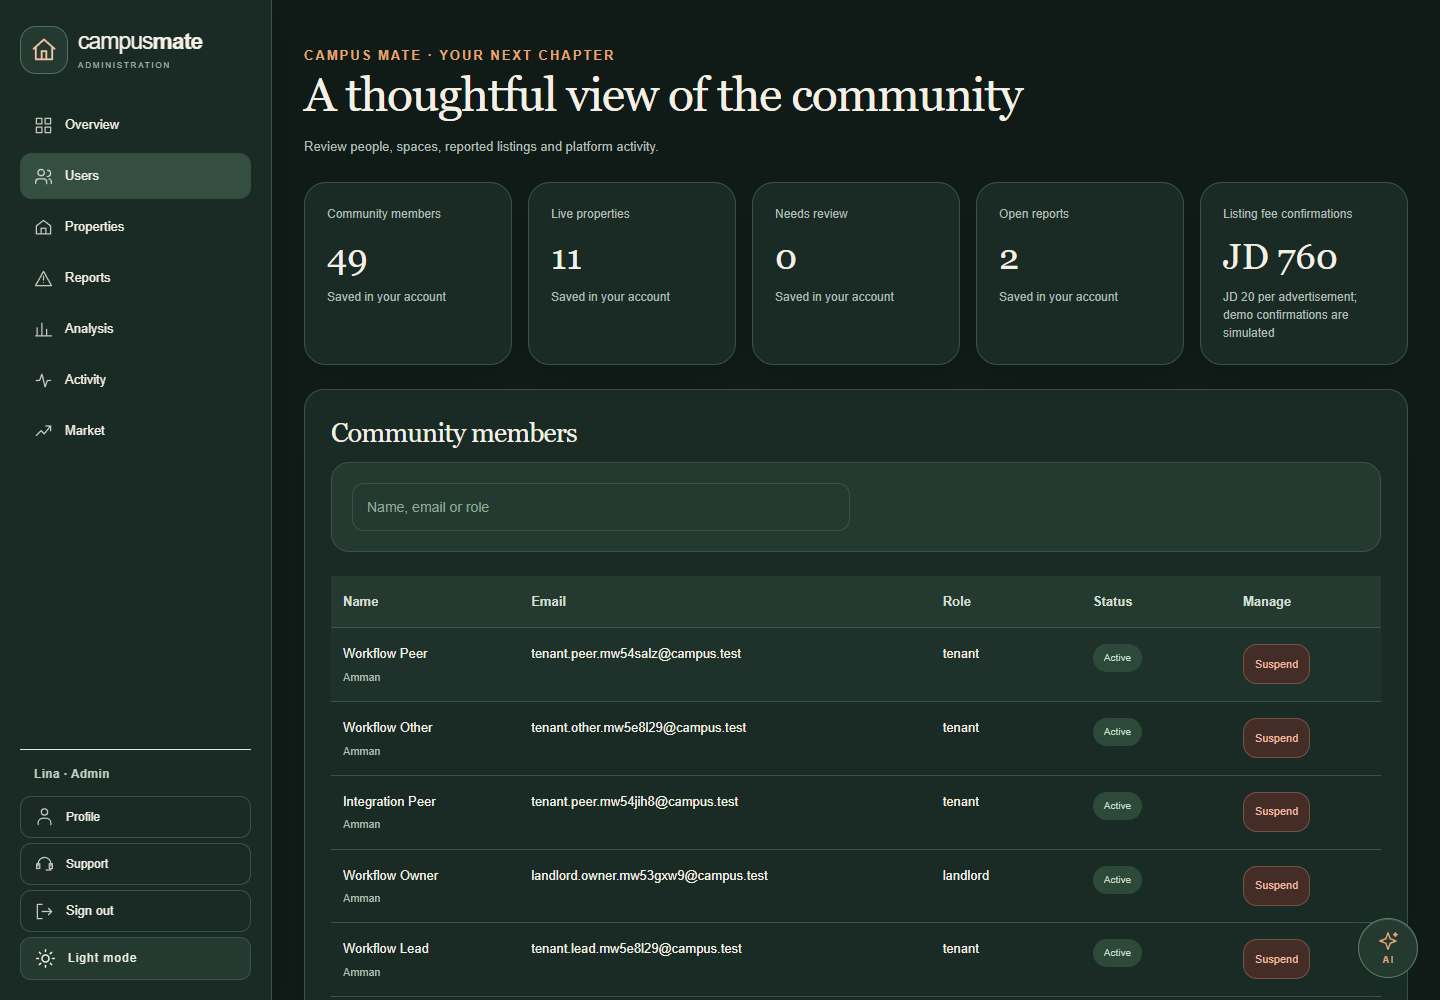 campusmate
ADMINISTRATION
Overview
Users
Properties
Reports
Analysis
Activity
Market
Lina · Admin
Profile
Support
Sign out
Light mode
CAMPUS MATE · YOUR NEXT CHAPTER
A thoughtful view of the community
Review people, spaces, reported listings and platform activity.
Community members
49
Saved in your account
Live properties
11
Saved in your account
Needs review
0
Saved in your account
Open reports
2
Saved in your account
Listing fee confirmations
JD 760
JD 20 per advertisement;
demo confirmations are
simulated
Community members
Name, email or role
Name Email Role Status Manage
Workflow Peer tenant.peer.mw54salz@campus.test tenant Active Suspend
Amman
Workflow Other tenant.other.mw5e8l29@campus.test tenant Active Suspend
Amman
Integration Peer tenant.peer.mw54jih8@campus.test tenant Active Suspend
Amman
Workflow Owner landlord.owner.mw53gxw9@campus.test landlord Active Suspend
Amman
Workflow Lead tenant.lead.mw5e8l29@campus.test tenant Active Suspend
Amman
AI